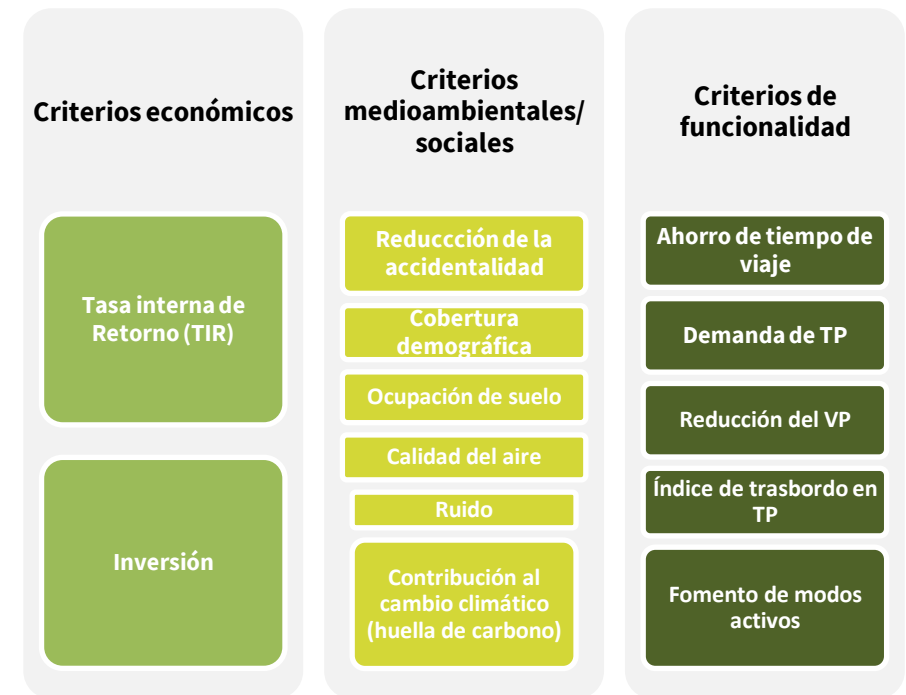 Criterios económicos
Tasa interna de
Retorno (TIR)
Inversión
Criterios
medioambientales/
sociales
Reduccción de la
accidentalidad
Cobertura
demográfica
Ocupación de suelo
Calidad del aire
Ruido
Contribución al
cambio climático
(huella de carbono)
Criterios de
funcionalidad
Ahorro de tiempo de
viaje
Demanda de TP
Reducción del VP
Índice de trasbordo en
TP
Fomento de modos
activos